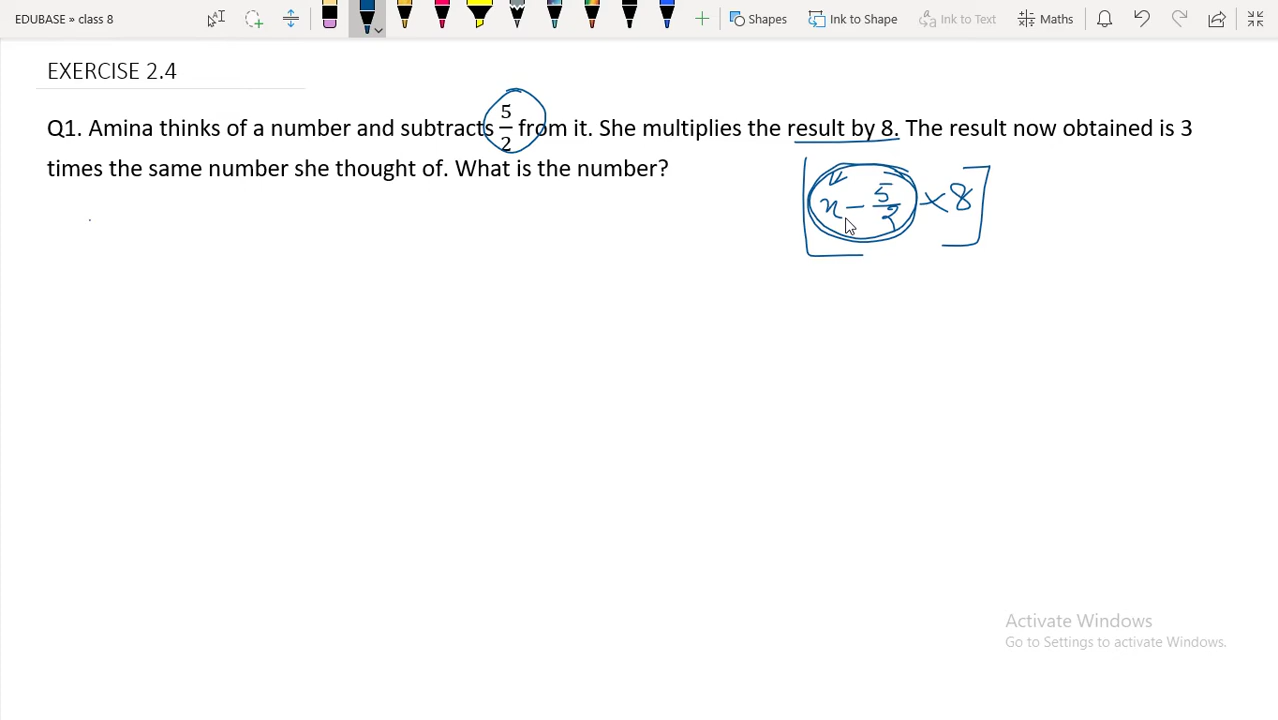 EDUBASE » class 8
Shapes
Ink to Shape
Ink to Text
Maths
EXERCISE 2.4
Q1. Amina thinks of a number and subtracts 5/2 from it. She multiplies the result by 8. The result now obtained is 3
times the same number she thought of. What is the number?
[(x - 5/2) × 8]
Activate Windows
Go to Settings to activate Windows.